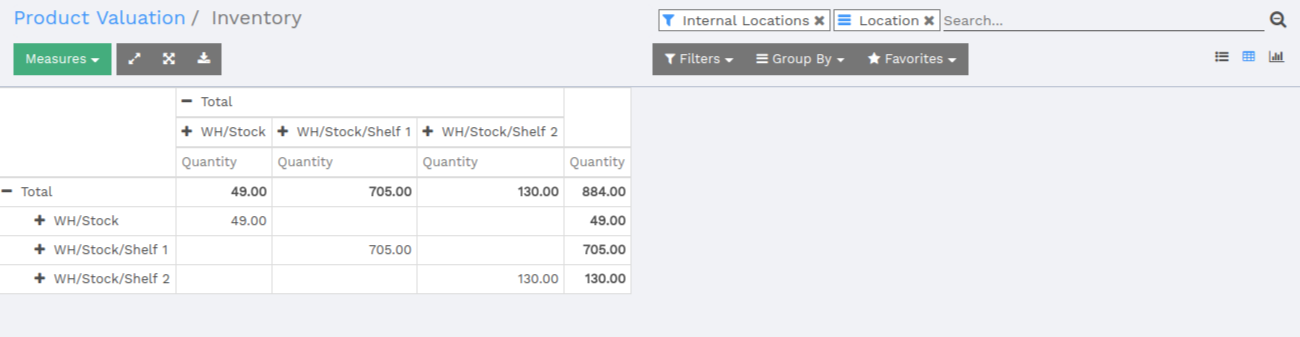 Product Valuation / Inventory
Internal Locations Location Search...
Measures Filters Group By Favorites
Total
WH/Stock WH/Stock/Shelf 1 WH/Stock/Shelf 2
Quantity Quantity Quantity Quantity
Total 49.00 705.00 130.00 884.00
WH/Stock 49.00 49.00
WH/Stock/Shelf 1 705.00 705.00
WH/Stock/Shelf 2 130.00 130.00